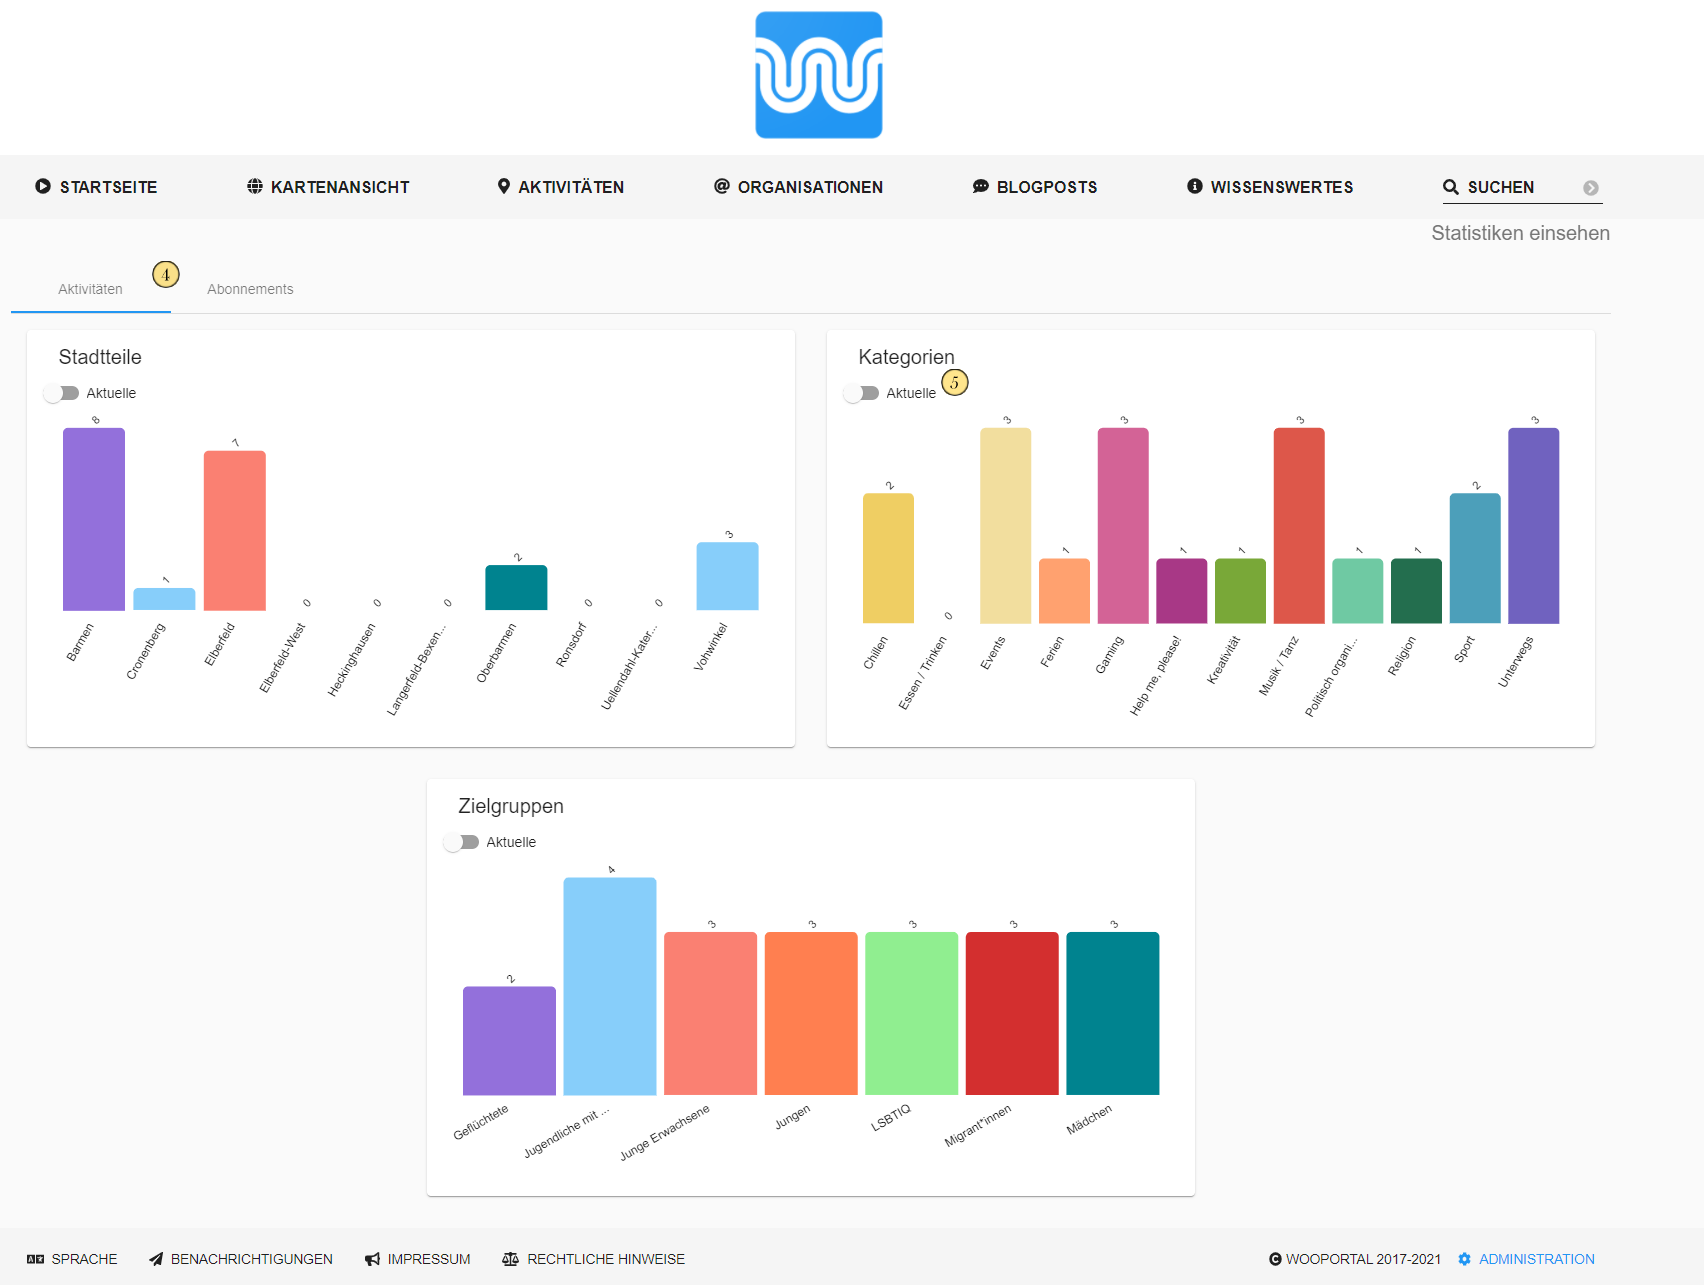 STARTSEITE
KARTENANSICHT
AKTIVITÄTEN
ORGANISATIONEN
BLOGPOSTS
WISSENSWERTES
SUCHEN
Statistiken einsehen
Aktivitäten
4
Abonnements
Stadtteile
Aktuelle
8
1
7
0
0
0
2
0
0
3
Barmen
Cronenberg
Elberfeld
Elberfeld-West
Heckinghausen
Langerfeld-Bexen...
Oberbarmen
Ronsdorf
Uellendahl-Kater...
Vohwinkel
Kategorien
Aktuelle
5
2
0
3
1
3
1
1
3
1
1
2
3
Chillen
Essen / Trinken
Events
Ferien
Gaming
Help me, please!
Kreativität
Musik / Tanz
Politisch organi...
Religion
Sport
Unterwegs
Zielgruppen
Aktuelle
2
4
3
3
3
3
3
Geflüchtete
Jugendliche mit ...
Junge Erwachsene
Jungen
LSBTIQ
Migrant*innen
Mädchen
SPRACHE
BENACHRICHTIGUNGEN
IMPRESSUM
RECHTLICHE HINWEISE
WOOPORTAL 2017-2021
ADMINISTRATION